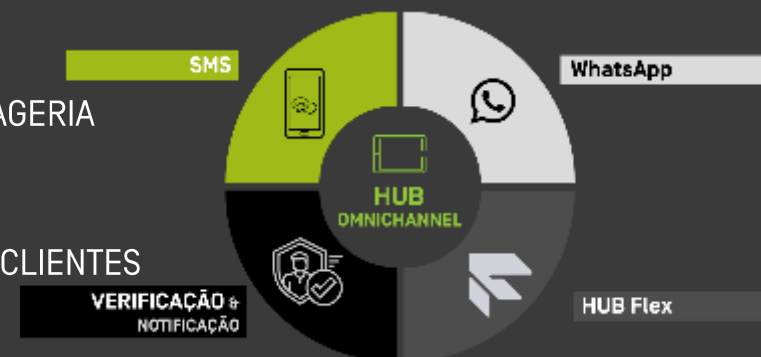 SMS
WhatsApp
AGERIA
HUB
OMNICHANNEL
CLIENTES
VERIFICAÇÃO &
NOTIFICAÇÃO
HUB Flex